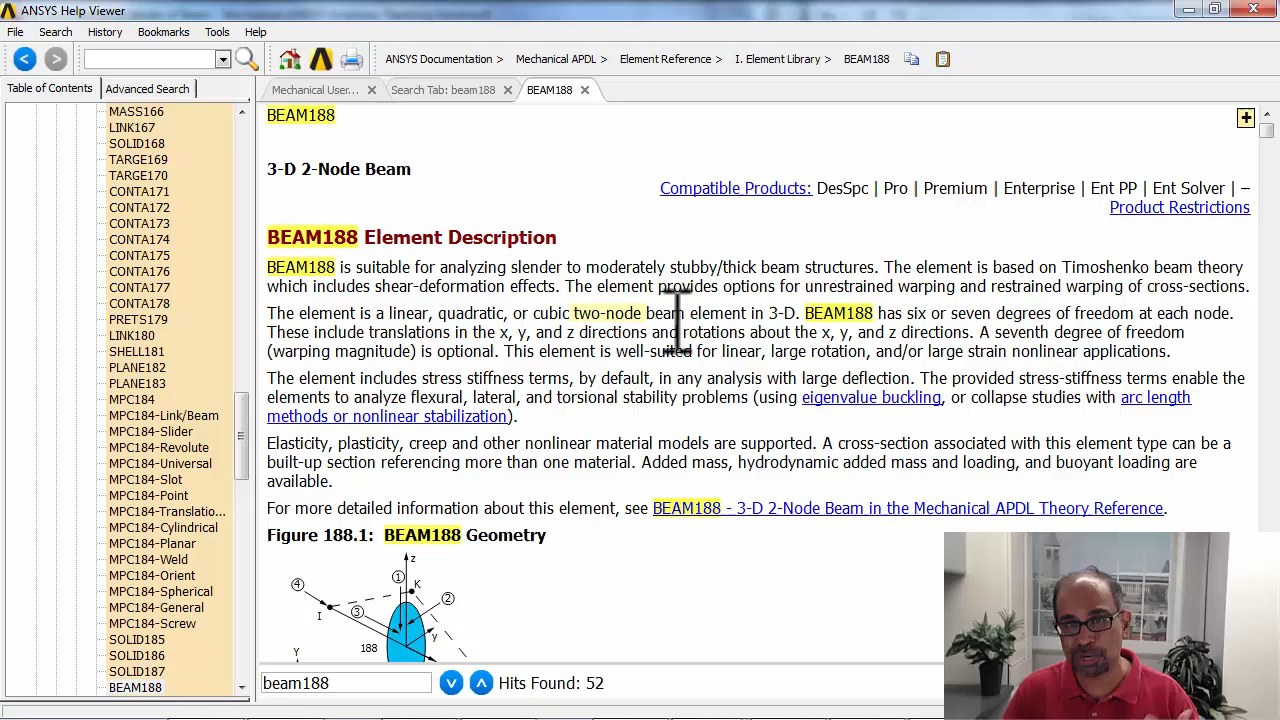 ANSYS Help Viewer
File Search History Bookmarks Tools Help
ANSYS Documentation > Mechanical APDL > Element Reference > I. Element Library > BEAM188
Table of Contents Advanced Search
Mechanical User... Search Tab: beam188 BEAM188
MASS166
LINK167
SOLID168
TARGE169
TARGE170
CONTA171
CONTA172
CONTA173
CONTA174
CONTA175
CONTA176
CONTA177
CONTA178
PRETS179
LINK180
SHELL181
PLANE182
PLANE183
MPC184
MPC184-Link/Beam
MPC184-Slider
MPC184-Revolute
MPC184-Universal
MPC184-Slot
MPC184-Point
MPC184-Translatio...
MPC184-Cylindrical
MPC184-Planar
MPC184-Weld
MPC184-Orient
MPC184-Spherical
MPC184-General
MPC184-Screw
SOLID185
SOLID186
SOLID187
BEAM188
BEAM188
3-D 2-Node Beam
Compatible Products: DesSpc | Pro | Premium | Enterprise | Ent PP | Ent Solver | –
Product Restrictions
BEAM188 Element Description
BEAM188 is suitable for analyzing slender to moderately stubby/thick beam structures. The element is based on Timoshenko beam theory
which includes shear-deformation effects. The element provides options for unrestrained warping and restrained warping of cross-sections.
The element is a linear, quadratic, or cubic two-node beam element in 3-D. BEAM188 has six or seven degrees of freedom at each node.
These include translations in the x, y, and z directions and rotations about the x, y, and z directions. A seventh degree of freedom
(warping magnitude) is optional. This element is well-suited for linear, large rotation, and/or large strain nonlinear applications.
The element includes stress stiffness terms, by default, in any analysis with large deflection. The provided stress-stiffness terms enable the
elements to analyze flexural, lateral, and torsional stability problems (using eigenvalue buckling, or collapse studies with arc length
methods or nonlinear stabilization).
Elasticity, plasticity, creep and other nonlinear material models are supported. A cross-section associated with this element type can be a
built-up section referencing more than one material. Added mass, hydrodynamic added mass and loading, and buoyant loading are
available.
For more detailed information about this element, see BEAM188 - 3-D 2-Node Beam in the Mechanical APDL Theory Reference.
Figure 188.1: BEAM188 Geometry
z
1
4
K
2
I
3
y
188
Y
beam188 Hits Found: 52